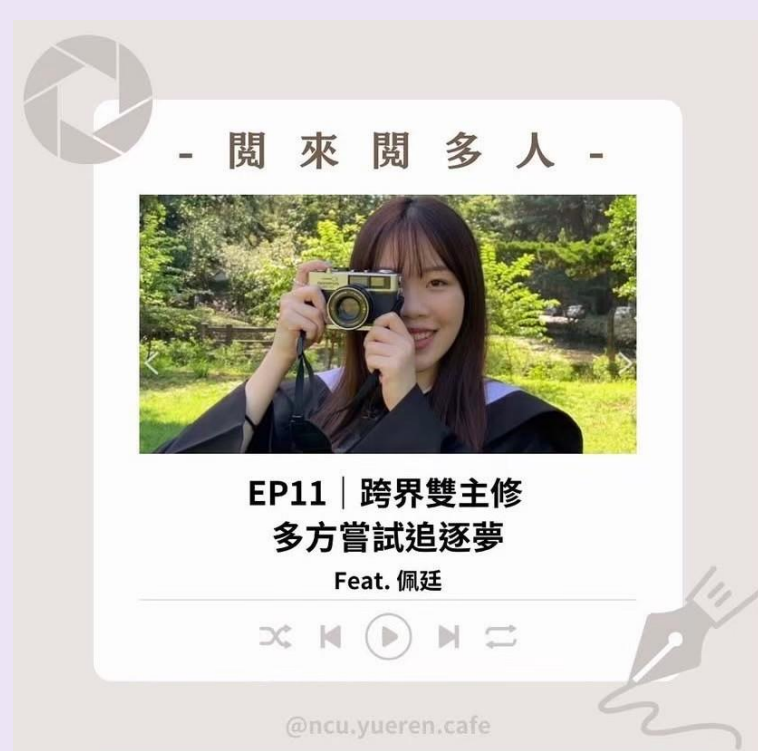 - 閱 來 閱 多 人 -
EP11｜跨界雙主修
多方嘗試追逐夢
Feat. 佩廷
@ncu.yueren.cafe